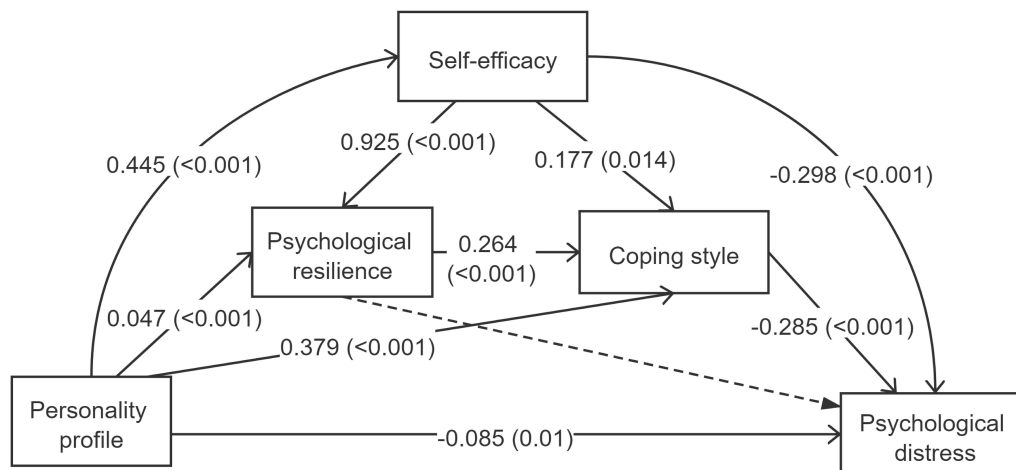 Self-efficacy
0.925 (<0.001)
0.445 (<0.001)
0.177 (0.014)
-0.298 (<0.001)
Psychological
resilience
0.264
(<0.001)
Coping style
0.047 (<0.001)
0.379 (<0.001)
-0.285 (<0.001)
Personality
profile
-0.085 (0.01)
Psychological
distress